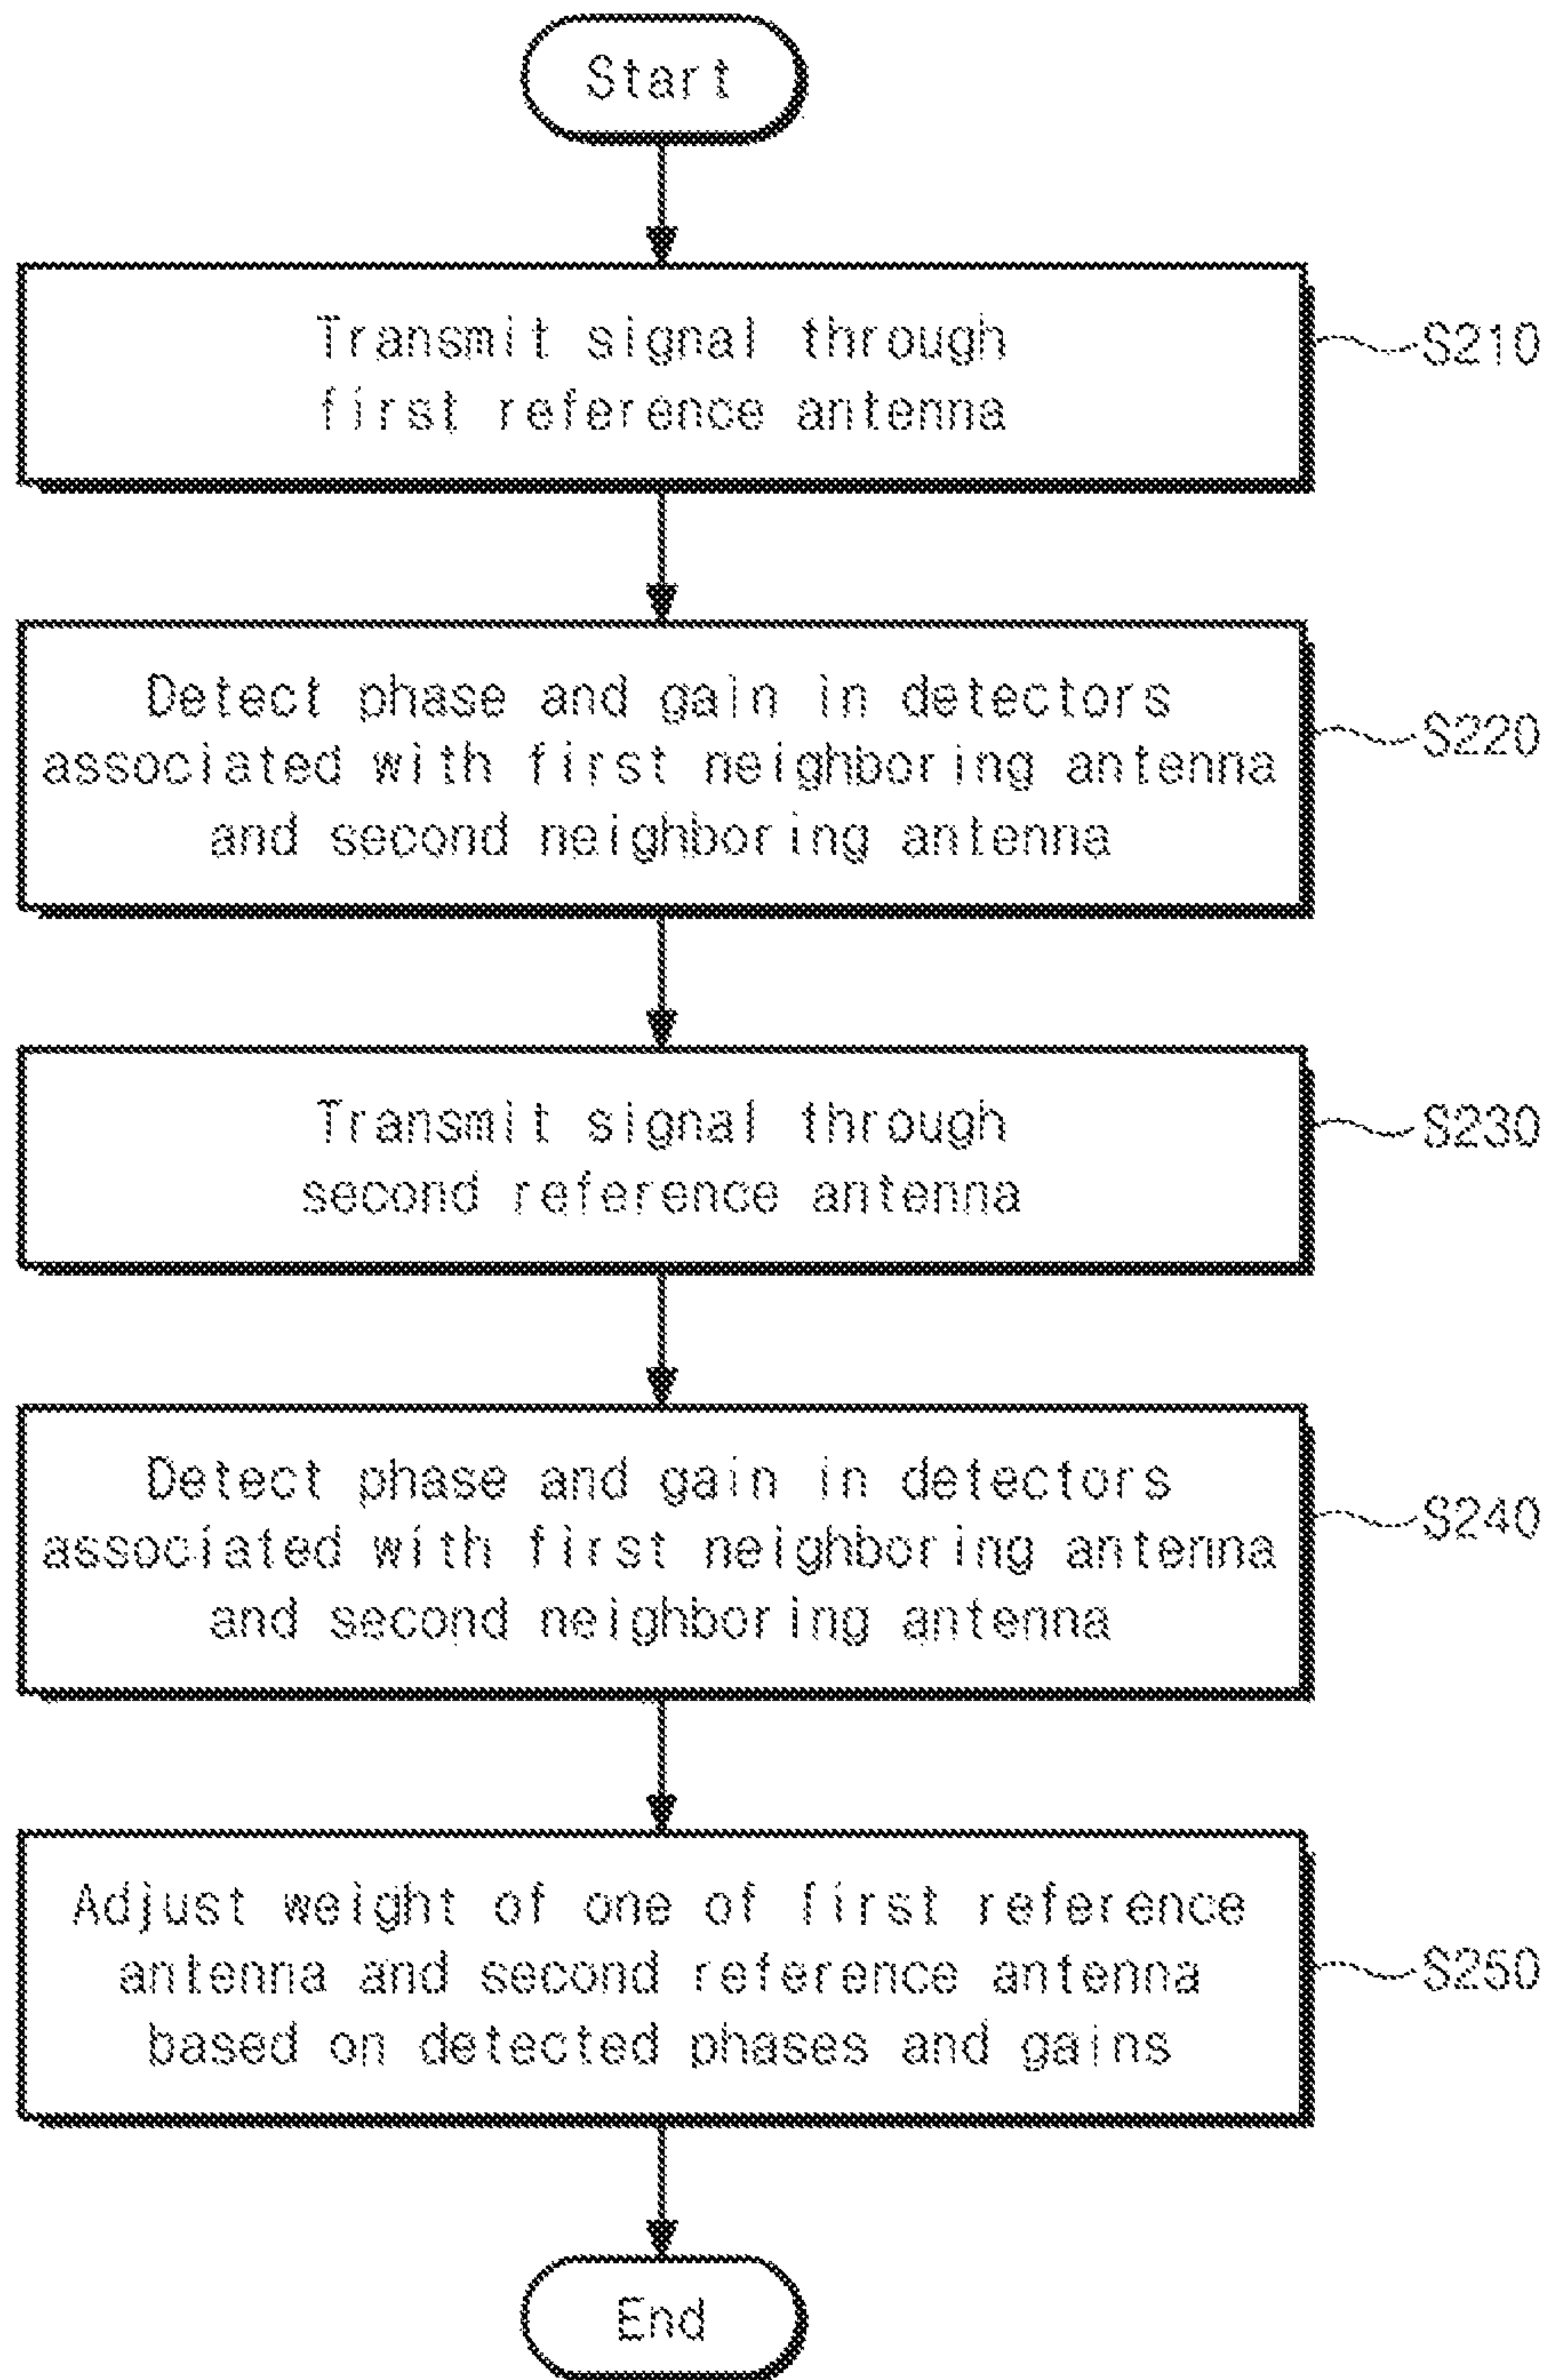 Start
Transmit signal through
first reference antenna
S210
Detect phase and gain in detectors
associated with first neighboring antenna
and second neighboring antenna
S220
Transmit signal through
second reference antenna
S230
Detect phase and gain in detectors
associated with first neighboring antenna
and second neighboring antenna
S240
Adjust weight of one of first reference
antenna and second reference antenna
based on detected phases and gains
S250
End